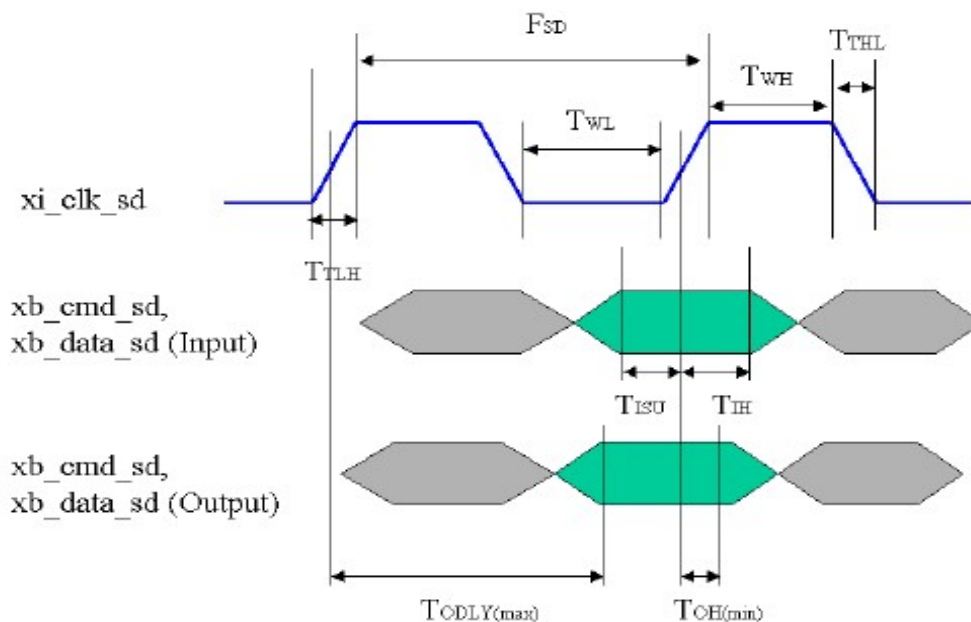 FSD
TTHL
TWH
TWL
xi_clk_sd
TTLH
xb_cmd_sd,
xb_data_sd (Input)
TISU
TIH
xb_cmd_sd,
xb_data_sd (Output)
TODLY(max)
TOH(min)